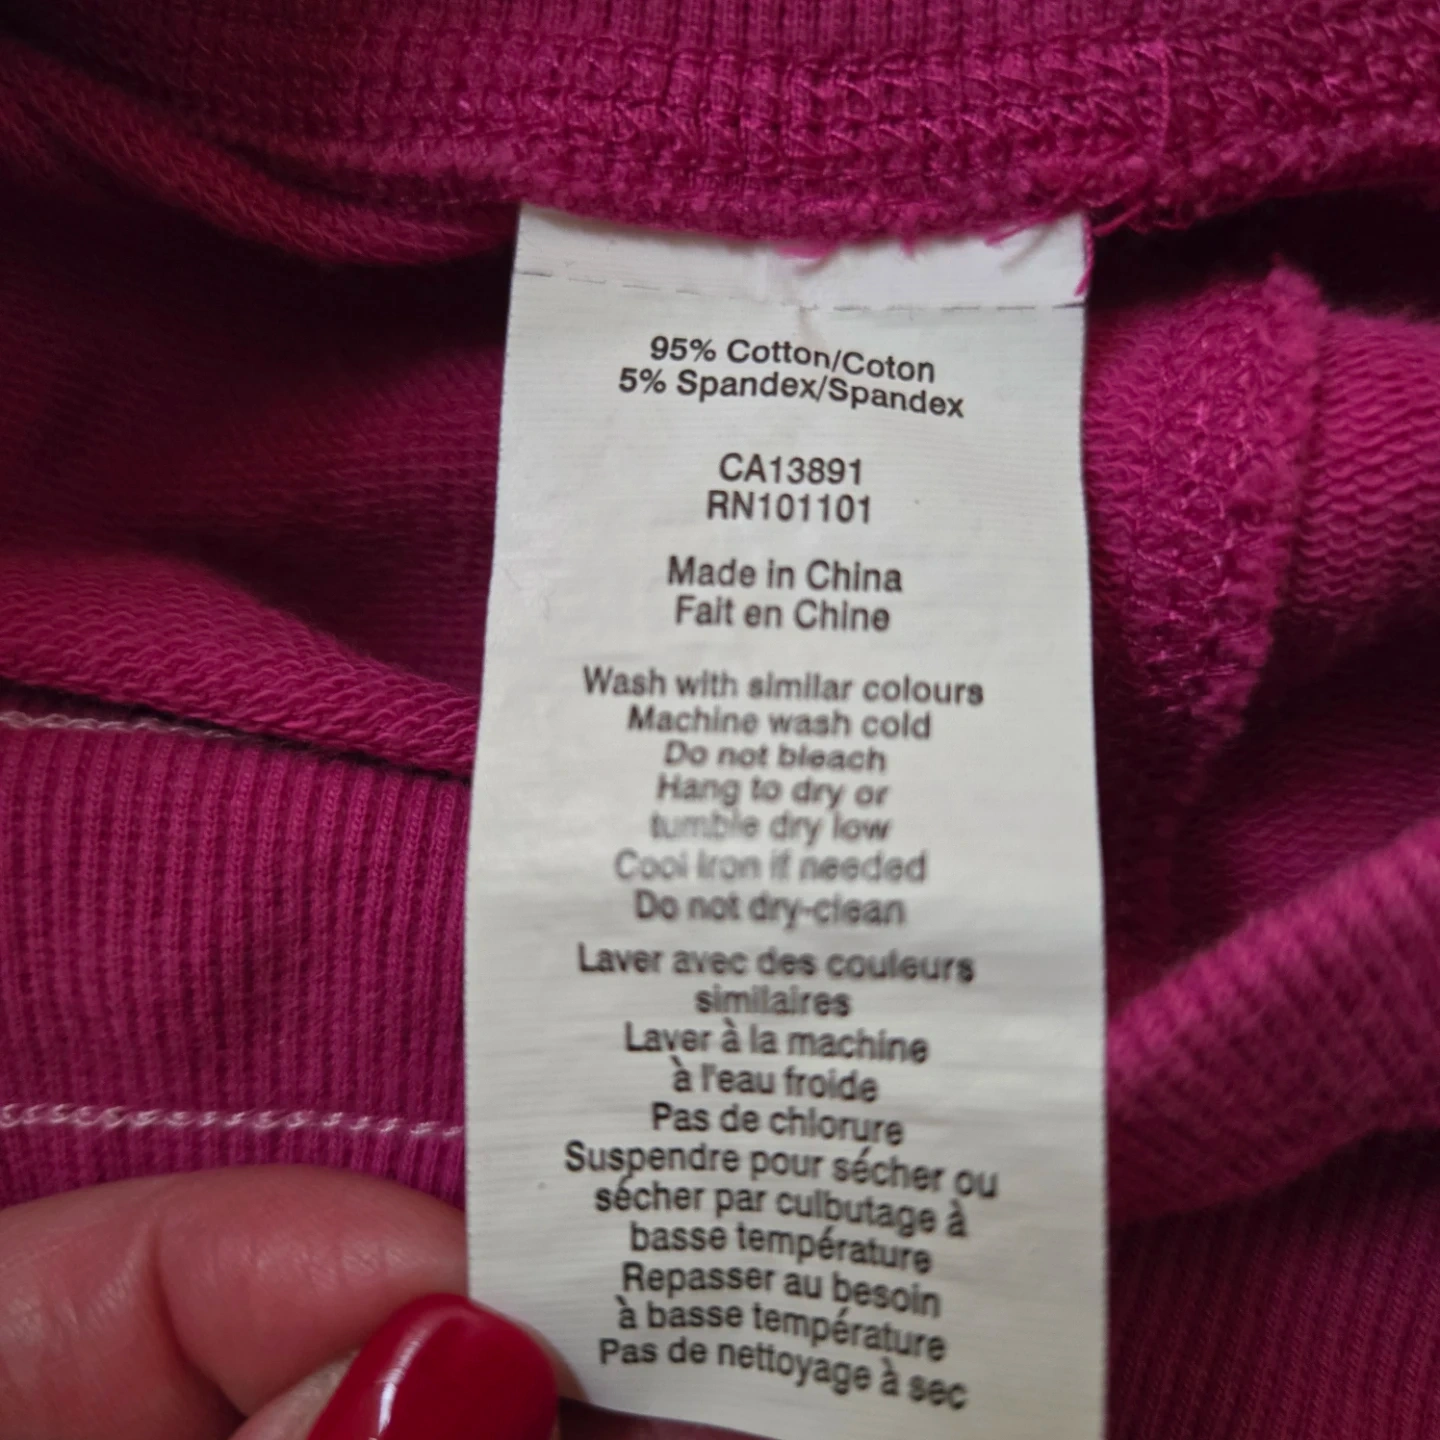 95% Cotton/Coton
5% Spandex/Spandex
CA13891
RN101101
Made in China
Fait en Chine
Wash with similar colours
Machine wash cold
Do not bleach
Hang to dry or
tumble dry low
Cool iron if needed
Do not dry-clean
Laver avec des couleurs
similaires
Laver à la machine
à l'eau froide
Pas de chlorure
Suspendre pour sécher ou
sécher par culbutage à
basse température
Repasser au besoin
à basse température
Pas de nettoyage à sec